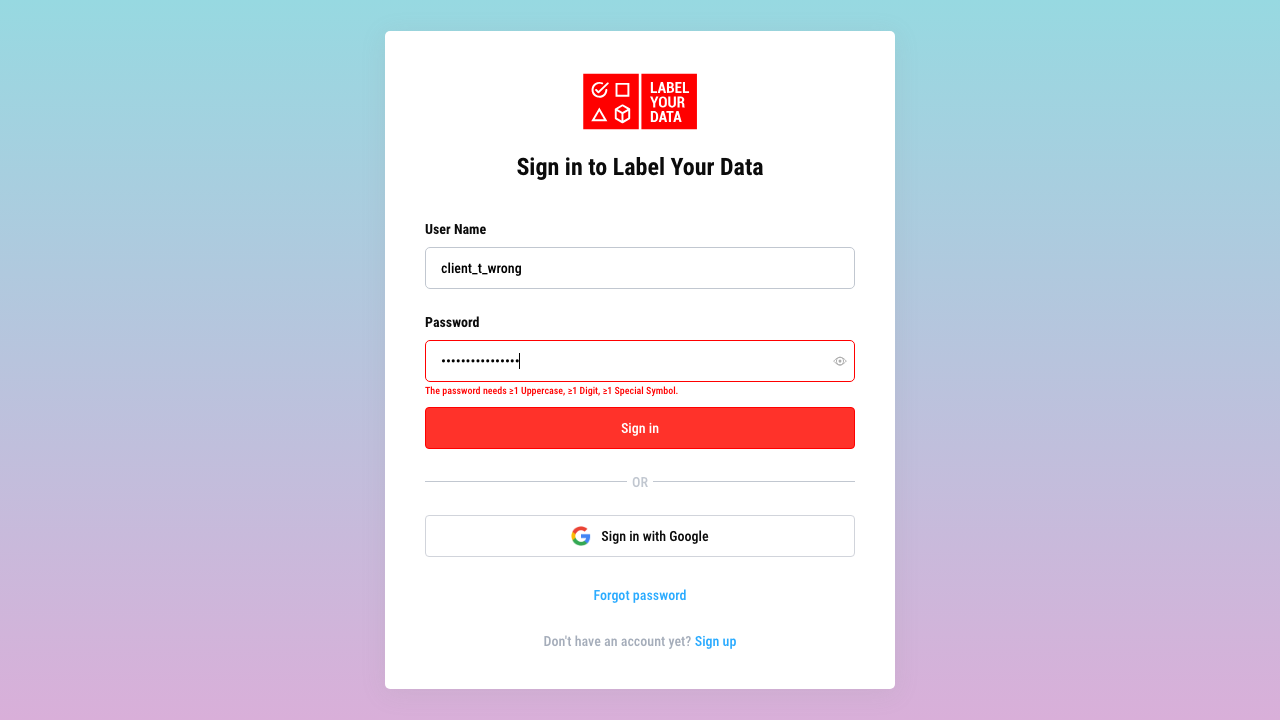 LABEL
YOUR
DATA
Sign in to Label Your Data
User Name
client_t_wrong
Password
••••••••••••••••
The password needs ≥1 Uppercase, ≥1 Digit, ≥1 Special Symbol.
Sign in
OR
Sign in with Google
Forgot password
Don't have an account yet? Sign up